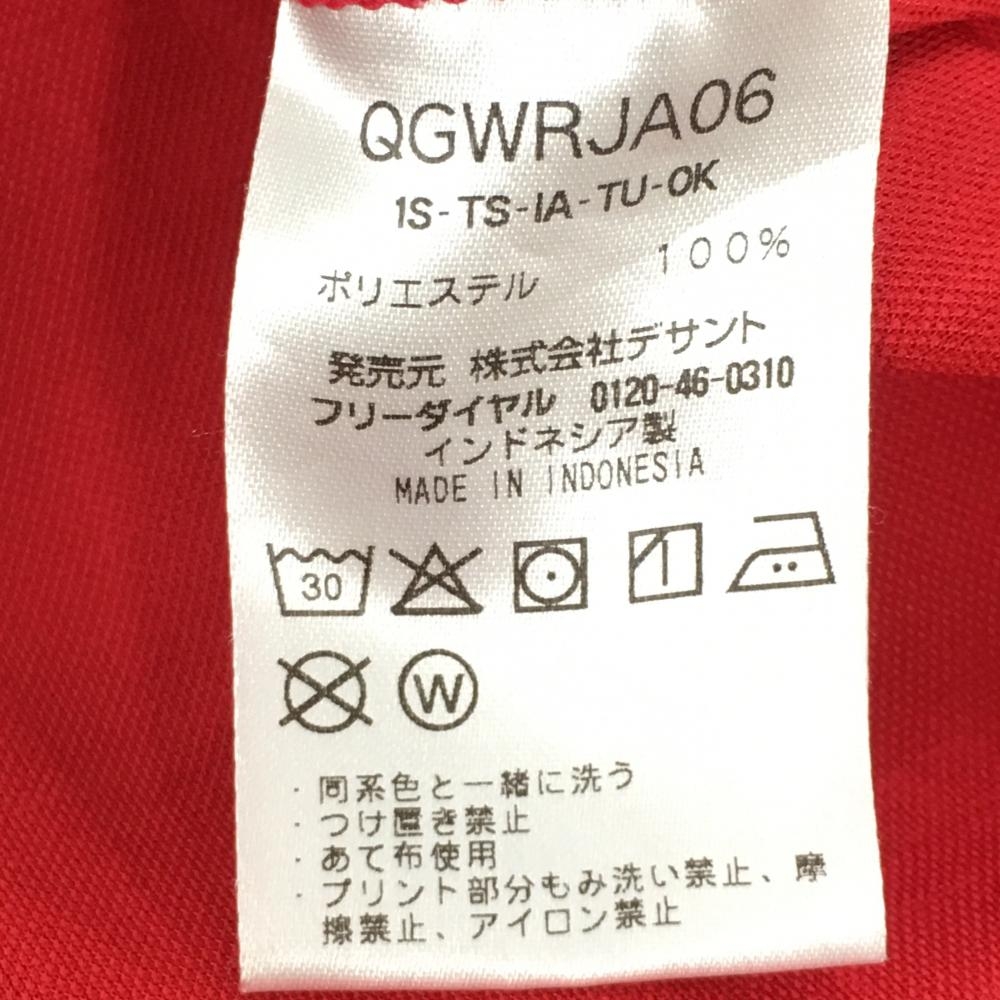 QGWRJA06
1S-TS-IA-TU-OK
ポリエステル 100%
発売元 株式会社デサント
フリーダイヤル 0120-46-0310
インドネシア製
MADE IN INDONESIA
30
W
・同系色と一緒に洗う
・つけ置き禁止
・あて布使用
・プリント部分もみ洗い禁止、摩
擦禁止、アイロン禁止